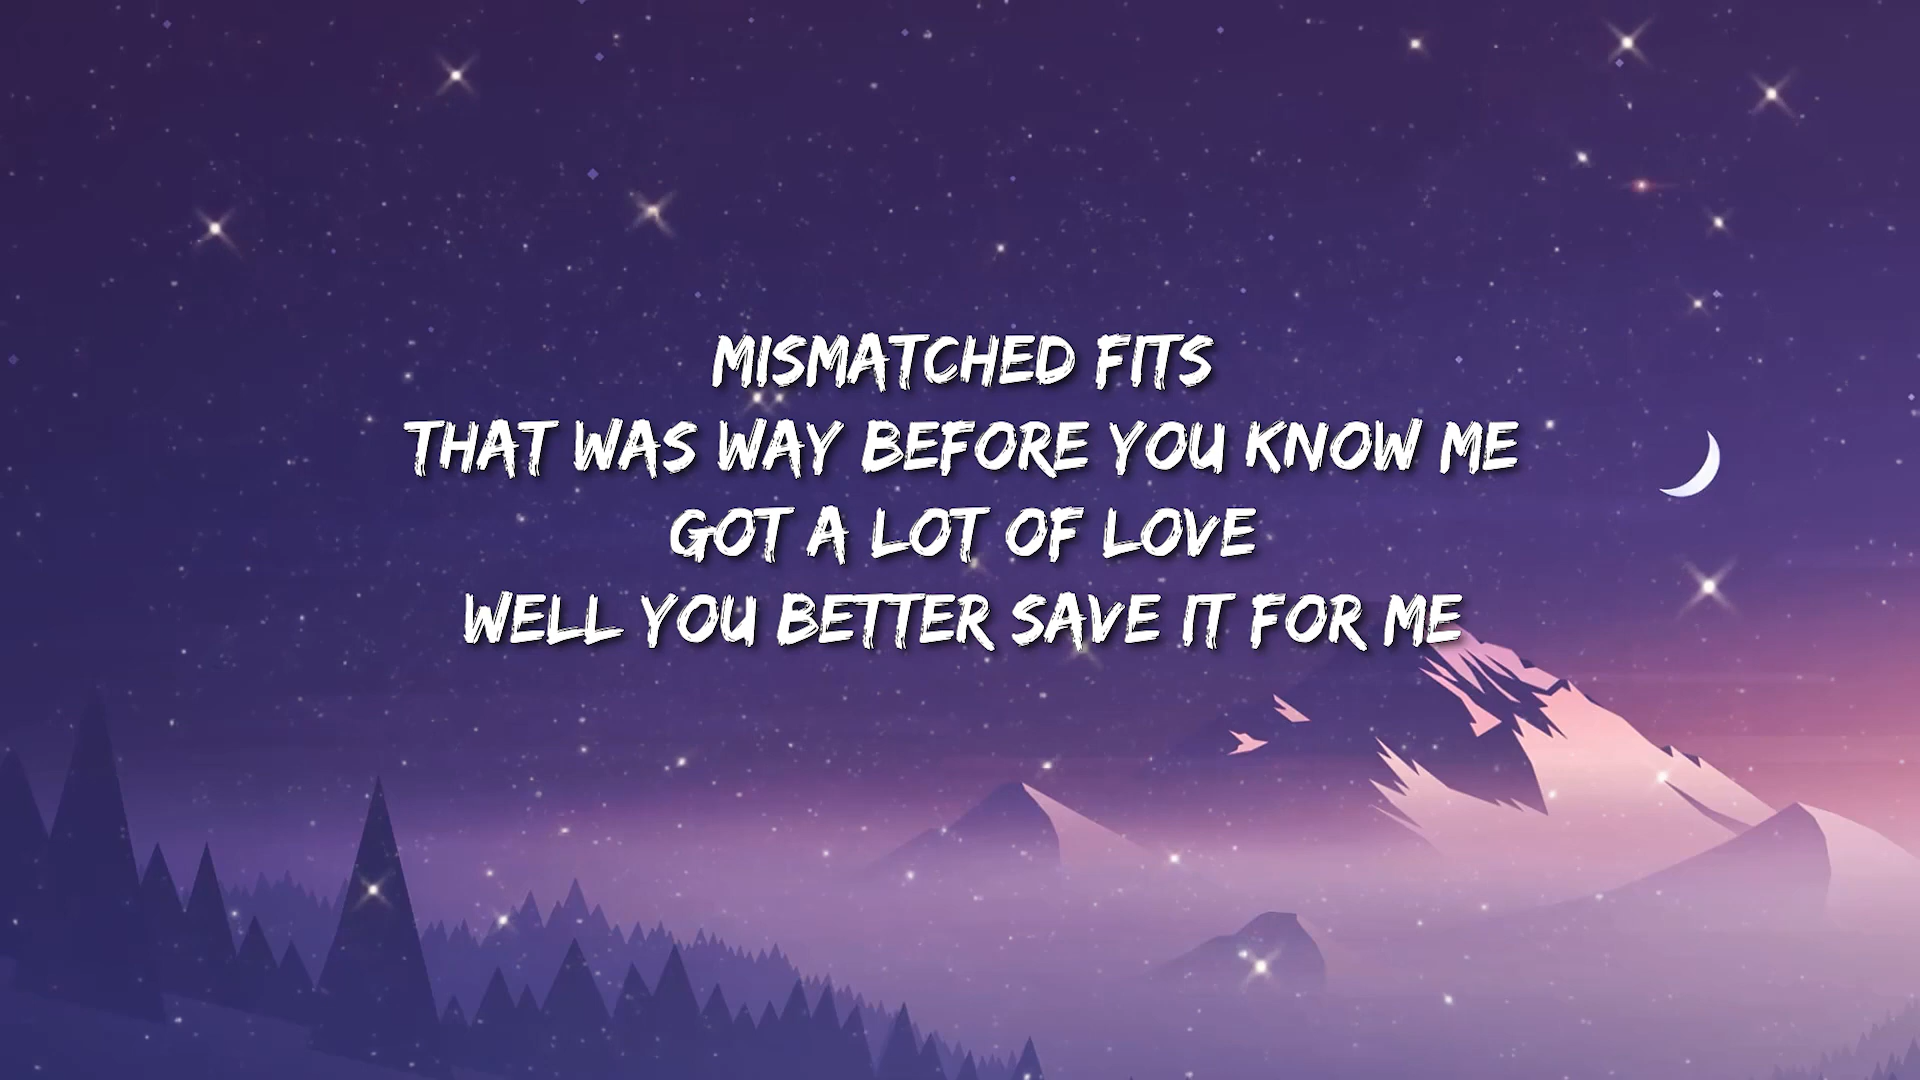 MISMATCHED FITS
THAT WAS WAY BEFORE YOU KNOW ME
GOT A LOT OF LOVE
WELL YOU BETTER SAVE IT FOR ME